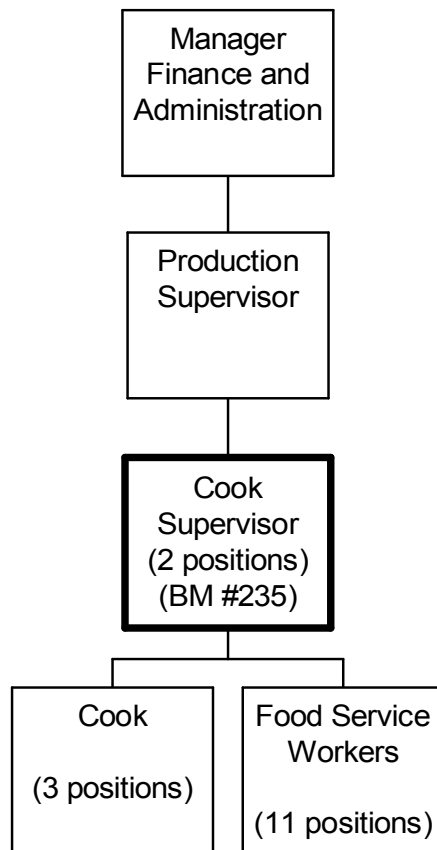 Manager
Finance and
Administration
Production
Supervisor
Cook
Supervisor
(2 positions)
(BM #235)
Cook
(3 positions)
Food Service
Workers
(11 positions)